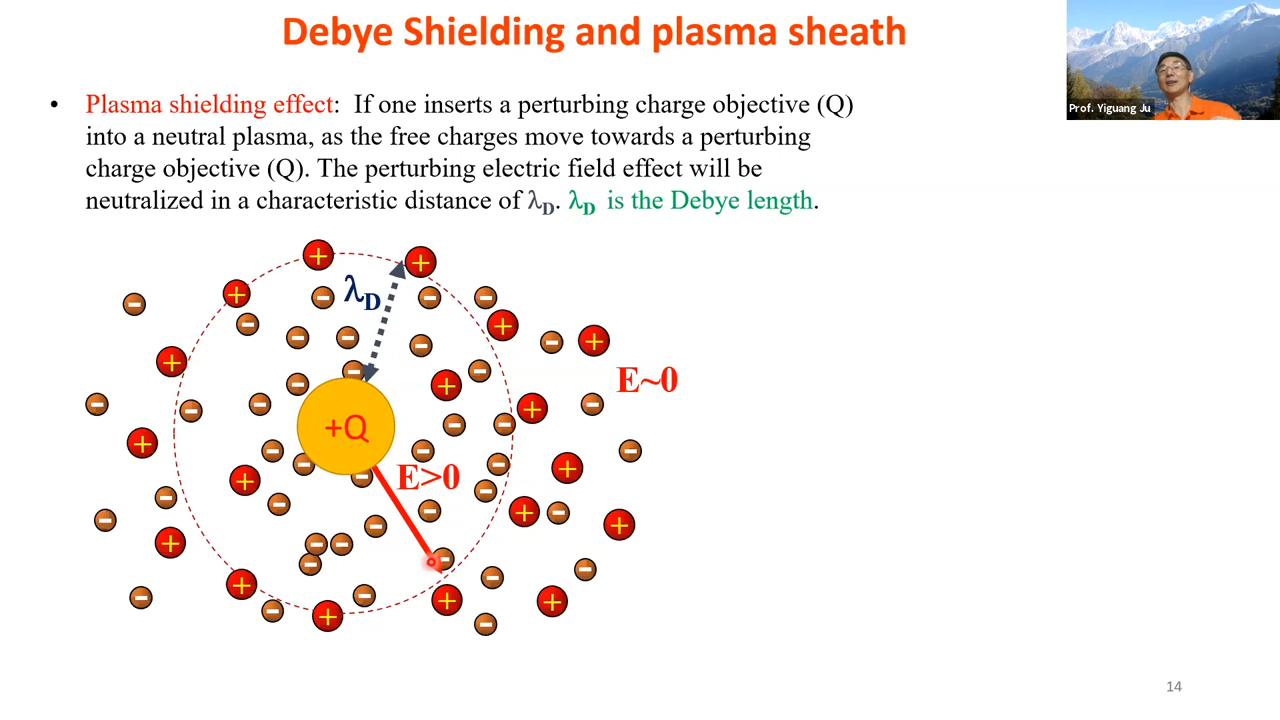 Debye Shielding and plasma sheath
Prof. Yiguang Ju
• Plasma shielding effect: If one inserts a perturbing charge objective (Q)
into a neutral plasma, as the free charges move towards a perturbing
charge objective (Q). The perturbing electric field effect will be
neutralized in a characteristic distance of λD. λD is the Debye length.
λD
E~0
+Q
E>0
14